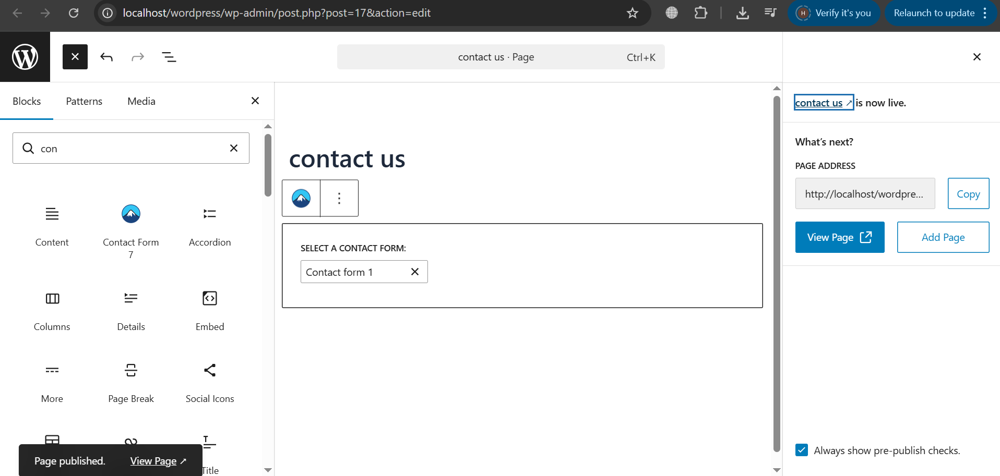 localhost/wordpress/wp-admin/post.php?post=17&action=edit
H
Verify it's you
Relaunch to update
contact us · Page
Ctrl+K
Blocks
Patterns
Media
con
Content
Contact Form
7
Accordion
Columns
Details
Embed
More
Page Break
Social Icons
Title
Page published.
View Page ↗
contact us
SELECT A CONTACT FORM:
Contact form 1
contact us ↗ is now live.
What’s next?
PAGE ADDRESS
http://localhost/wordpre...
Copy
View Page
Add Page
Always show pre-publish checks.